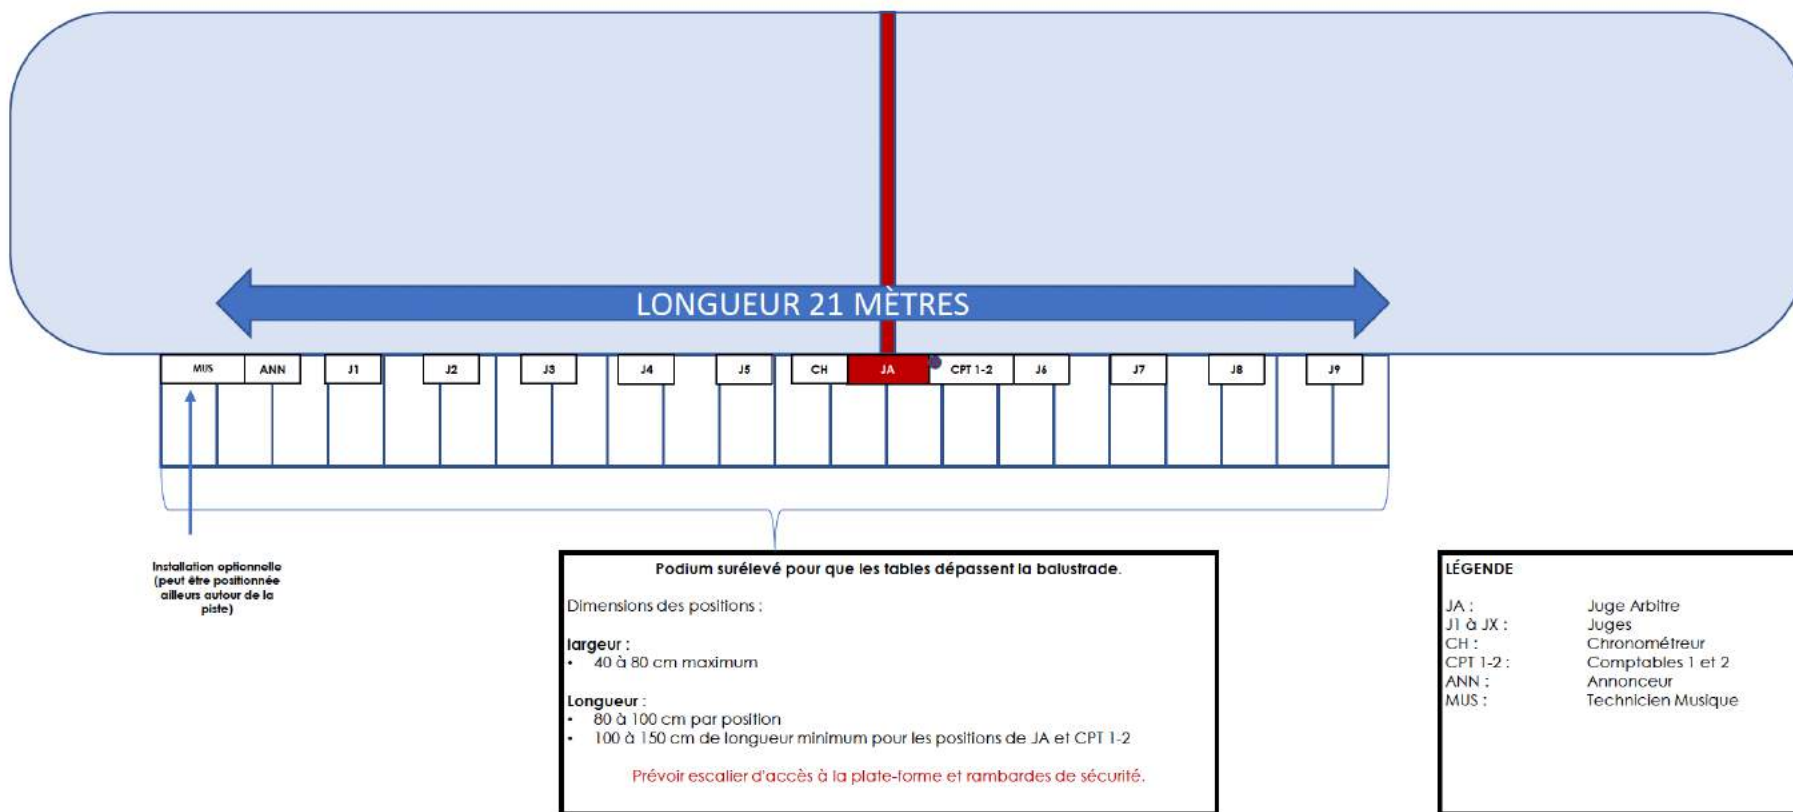 LONGUEUR 21 MÈTRES
MUS ANN J1 J2 J3 J4 J5 CH JA CPT 1-2 J6 J7 J8 J9
Installation optionnelle
(peut être positionnée
ailleurs autour de la
piste)
Podium surélevé pour que les tables dépassent la balustrade.
Dimensions des positions :
largeur :
• 40 à 80 cm maximum
Longueur :
• 80 à 100 cm par position
• 100 à 150 cm de longueur minimum pour les positions de JA et CPT 1-2
Prévoir escalier d'accès à la plate-forme et rambardes de sécurité.
LÉGENDE
JA : Juge Arbitre
J1 à JX : Juges
CH : Chronométreur
CPT 1-2 : Comptables 1 et 2
ANN : Annonceur
MUS : Technicien Musique